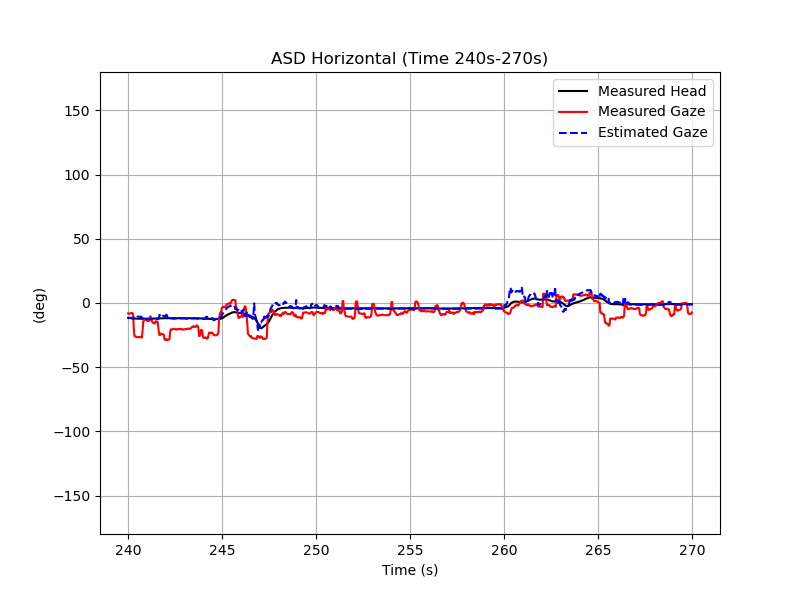 ASD Horizontal (Time 240s-270s)
Measured Head
Measured Gaze
Estimated Gaze
150
100
50
0
−50
−100
−150
(deg)
240 245 250 255 260 265 270
Time (s)